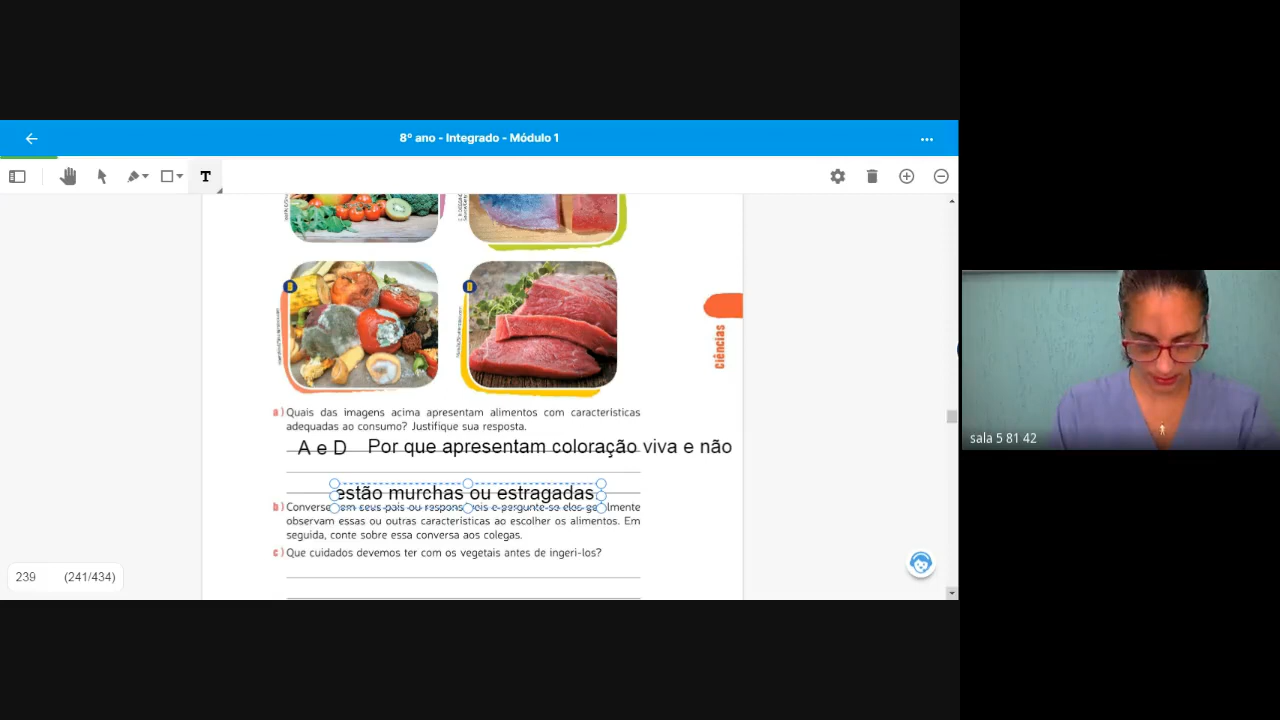 8º ano - Integrado - Módulo 1
T
B
D
ciências
a) Quais das imagens acima apresentam alimentos com características
adequadas ao consumo? Justifique sua resposta.
A e D Por que apresentam coloração viva e não
estão murchas ou estragadas.
b) Converse com seus pais ou responsáveis e pergunte se eles geralmente
observam essas ou outras características ao escolher os alimentos. Em
seguida, conte sobre essa conversa aos colegas.
c) Que cuidados devemos ter com os vegetais antes de ingeri-los?
239 (241/434)
sala 5 81 42